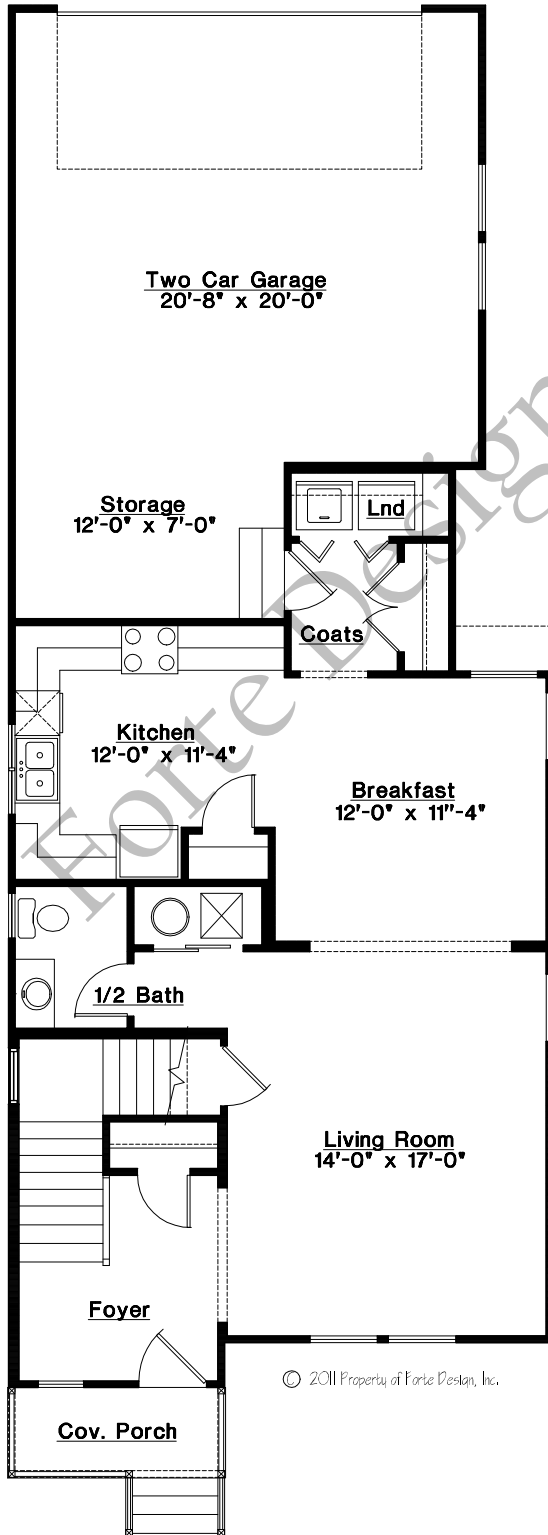 Two Car Garage
20'-8" x 20'-0"
Storage
12'-0" x 7'-0"
Lnd
Coats
Kitchen
12'-0" x 11'-4"
Breakfast
12'-0" x 11"-4"
1/2 Bath
Living Room
14'-0" x 17'-0"
Foyer
© 2011 Property of Forte Design, Inc.
Cov. Porch
Forte Design